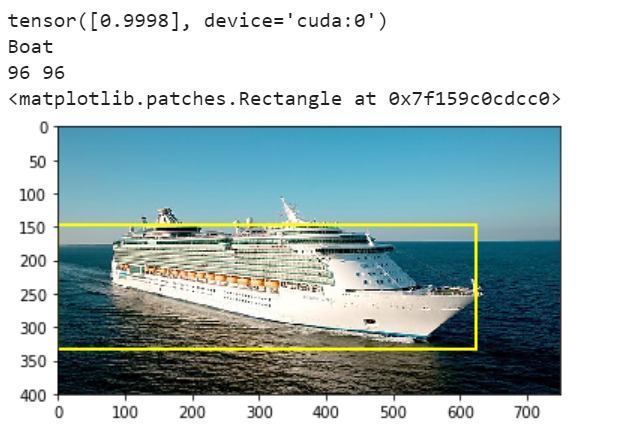 tensor([0.9998], device='cuda:0')
Boat
96 96
<matplotlib.patches.Rectangle at 0x7f159c0cdcc0>
0
50
100
150
200
250
300
350
400
0 100 200 300 400 500 600 700